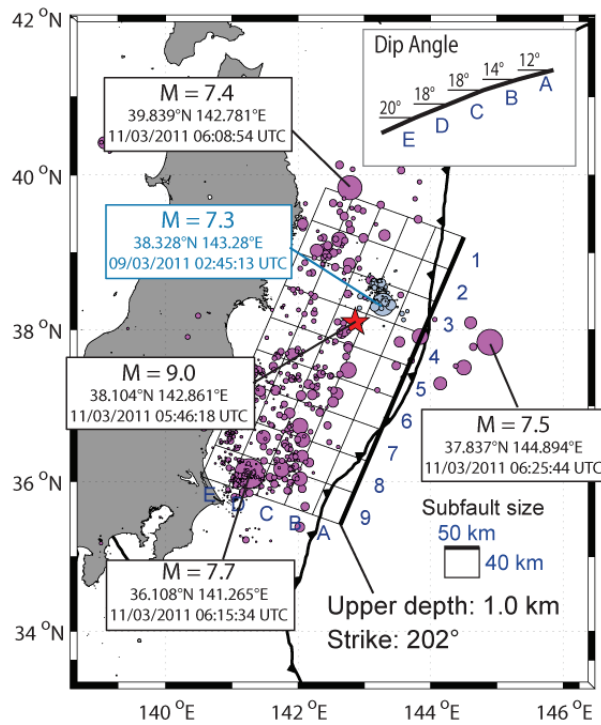 42°N
40°N
38°N
36°N
34°N
140°E
142°E
144°E
146°E
Dip Angle
12°
14°
18°
18°
20°
A
B
C
D
E
M = 7.4
39.839°N 142.781°E
11/03/2011 06:08:54 UTC
M = 7.3
38.328°N 143.28°E
09/03/2011 02:45:13 UTC
M = 9.0
38.104°N 142.861°E
11/03/2011 05:46:18 UTC
M = 7.5
37.837°N 144.894°E
11/03/2011 06:25:44 UTC
M = 7.7
36.108°N 141.265°E
11/03/2011 06:15:34 UTC
1
2
3
4
5
6
7
8
9
E
D
C
B
A
Subfault size
50 km
40 km
Upper depth: 1.0 km
Strike: 202°